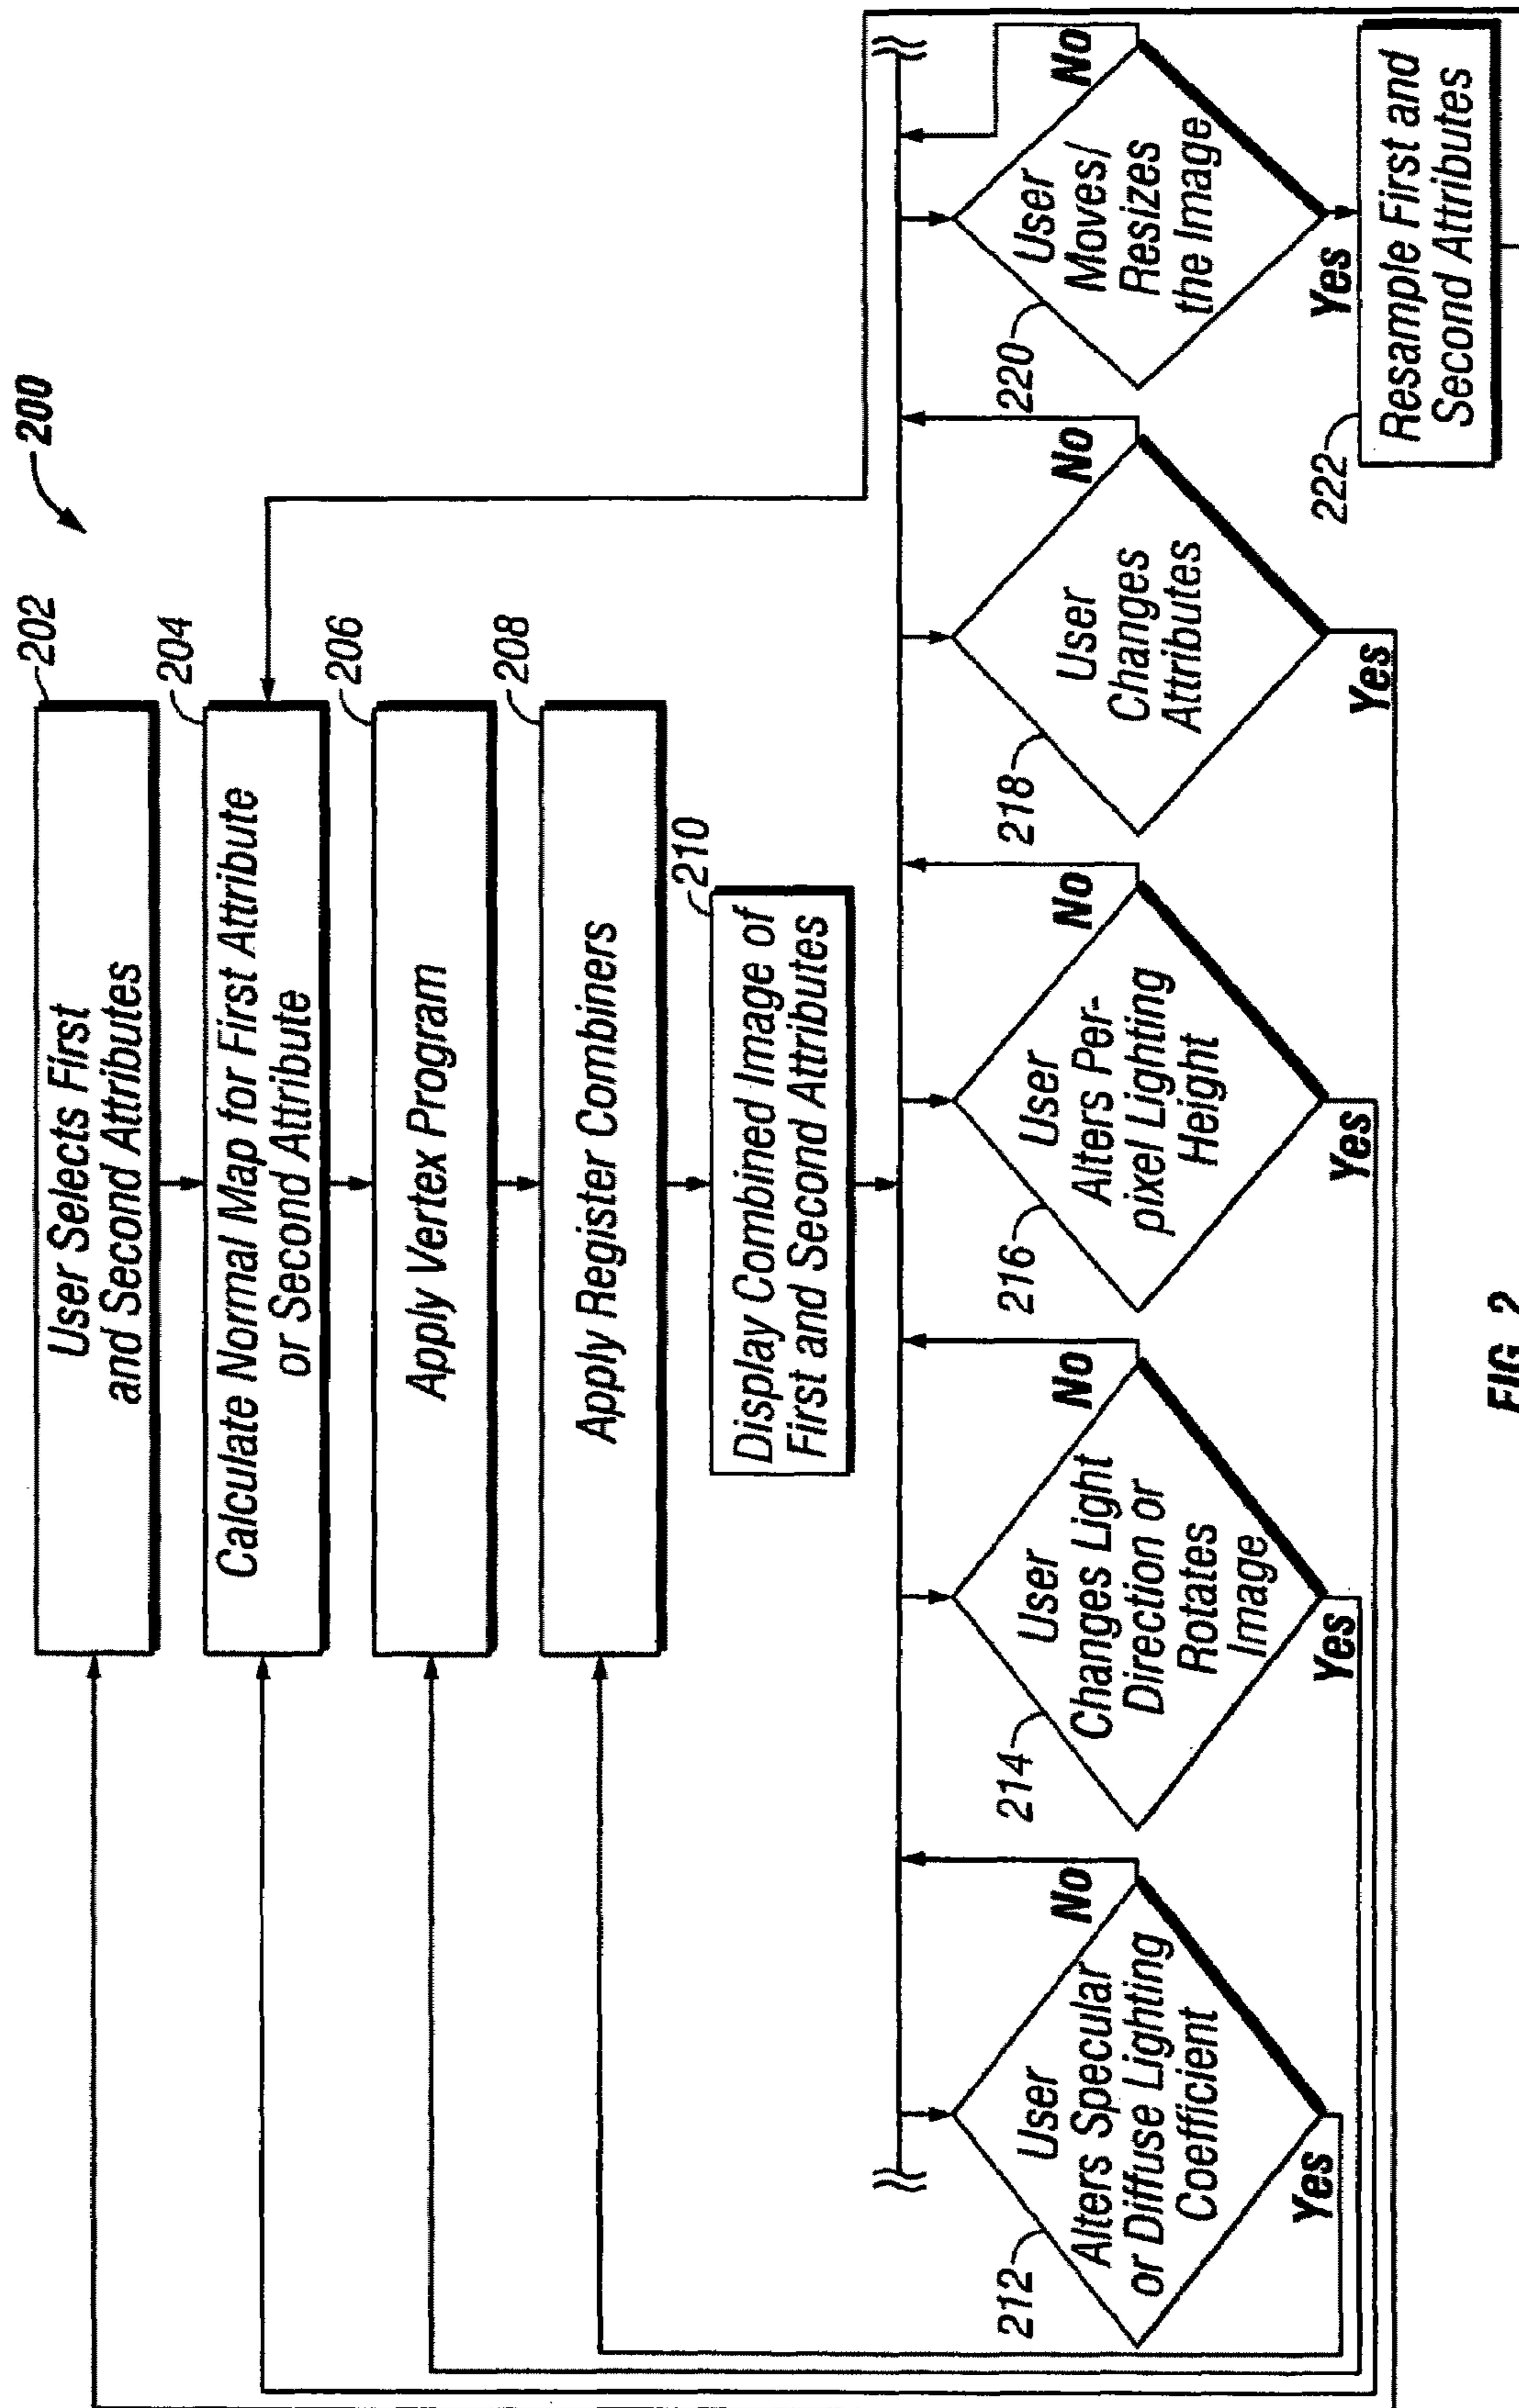 200
202
User Selects First
and Second Attributes
204
Calculate Normal Map for First Attribute
or Second Attribute
206
Apply Vertex Program
208
Apply Register Combiners
210
Display Combined Image of
First and Second Attributes
212
User
Alters Specular
or Diffuse Lighting
Coefficient
No
Yes
214
User
Changes Light
Direction or
Rotates
Image
No
Yes
216
User
Alters Per-
pixel Lighting
Height
No
Yes
218
User
Changes
Attributes
No
Yes
220
User
Moves/
Resizes
the Image
No
Yes
222
Resample First and
Second Attributes
FIG. 2